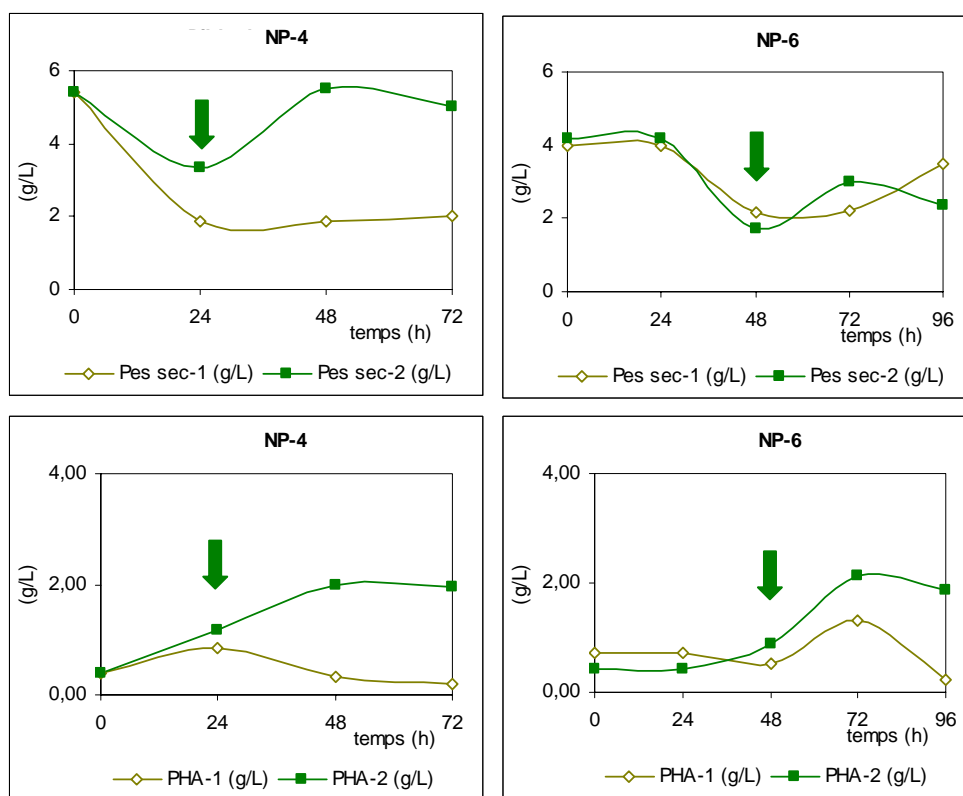 NP-4
6
4
2
0
(g/L)
0 24 48 72
temps (h)
Pes sec-1 (g/L) Pes sec-2 (g/L)
NP-6
6
4
2
0
(g/L)
0 24 48 72 96
temps (h)
Pes sec-1 (g/L) Pes sec-2 (g/L)
NP-4
4,00
2,00
0,00
(g/L)
0 24 48 72
temps (h)
PHA-1 (g/L) PHA-2 (g/L)
NP-6
4,00
2,00
0,00
(g/L)
0 24 48 72 96
temps (h)
PHA-1 (g/L) PHA-2 (g/L)